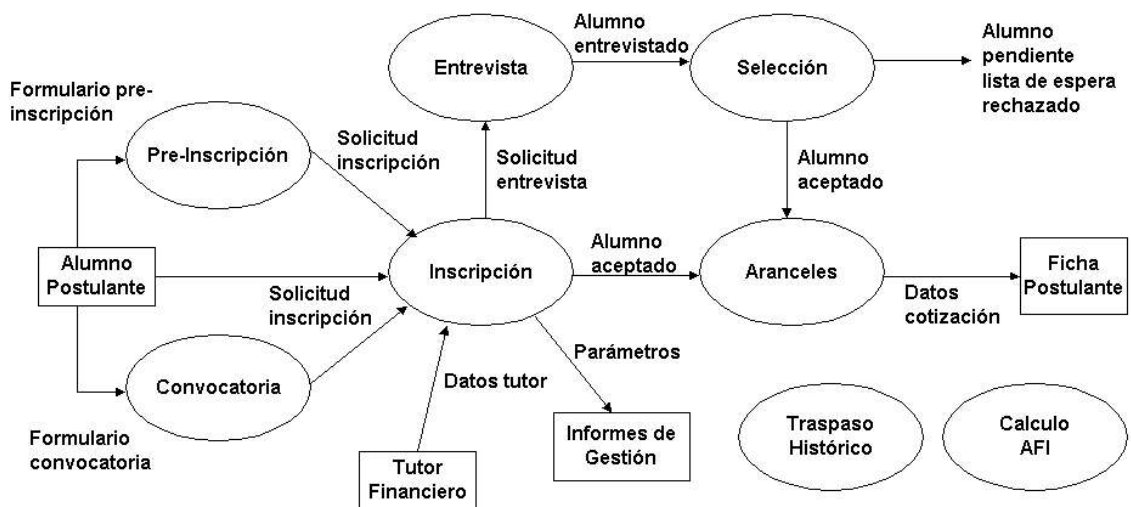 Alumno
entrevistado
Alumno
pendiente
lista de espera
rechazado
Entrevista
Selección
Formulario pre-
inscripción
Pre-Inscripción
Solicitud
inscripción
Solicitud
entrevista
Alumno
aceptado
Alumno
Postulante
Inscripción
Alumno
aceptado
Aranceles
Ficha
Postulante
Solicitud
inscripción
Datos
cotización
Convocatoria
Datos tutor
Parámetros
Formulario
convocatoria
Tutor
Financiero
Informes de
Gestión
Traspaso
Histórico
Calculo
AFI